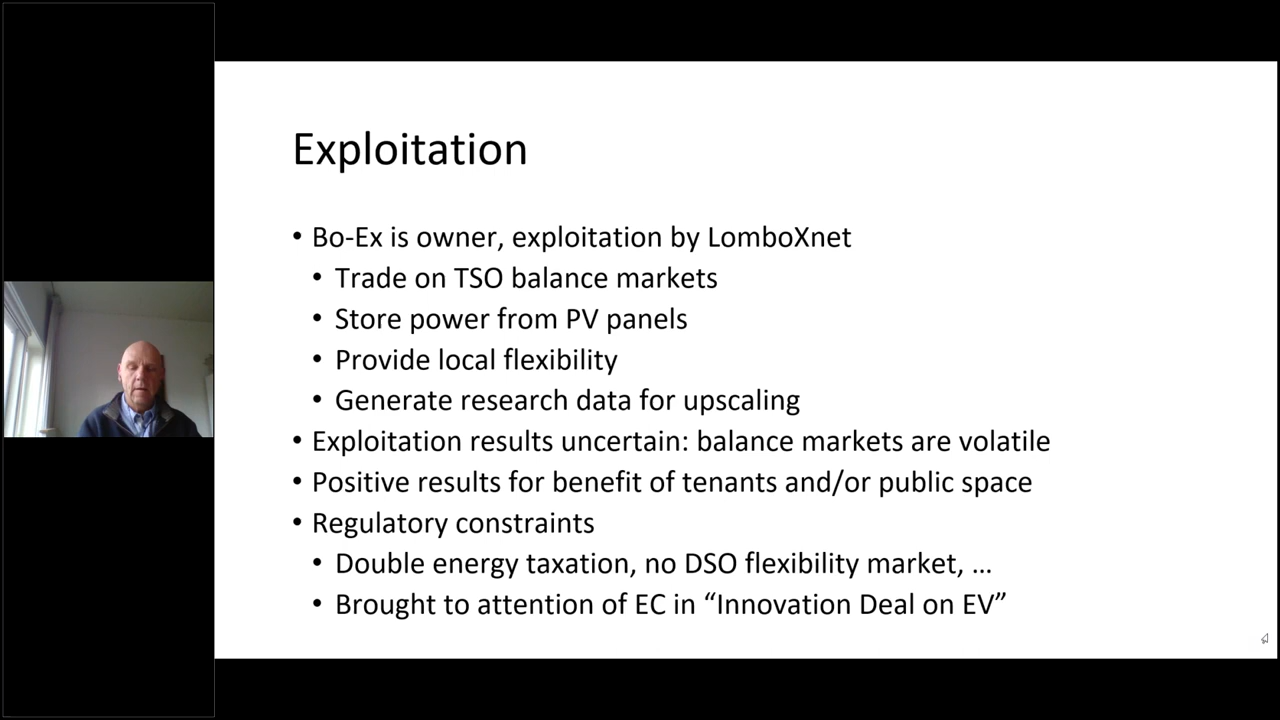 Exploitation
• Bo-Ex is owner, exploitation by LomboXnet
• Trade on TSO balance markets
• Store power from PV panels
• Provide local flexibility
• Generate research data for upscaling
• Exploitation results uncertain: balance markets are volatile
• Positive results for benefit of tenants and/or public space
• Regulatory constraints
• Double energy taxation, no DSO flexibility market, ...
• Brought to attention of EC in “Innovation Deal on EV”